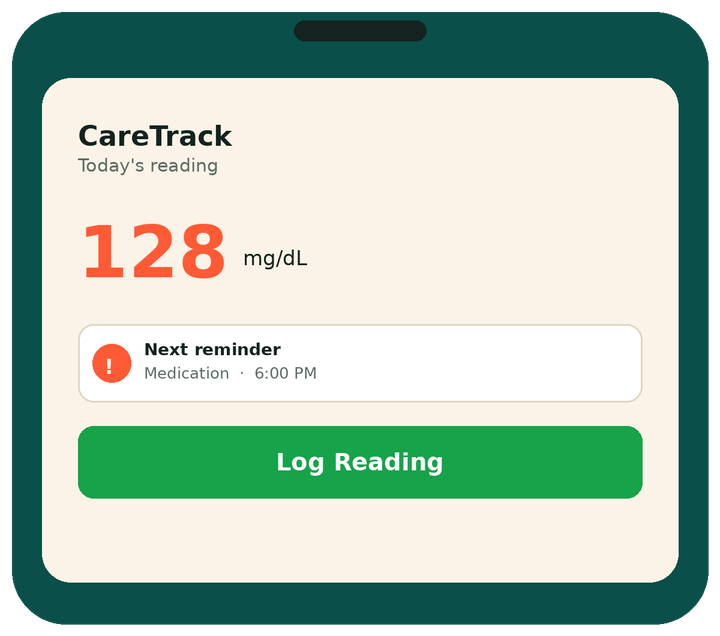 CareTrack
Today's reading
128 mg/dL
!
Next reminder
Medication · 6:00 PM
Log Reading